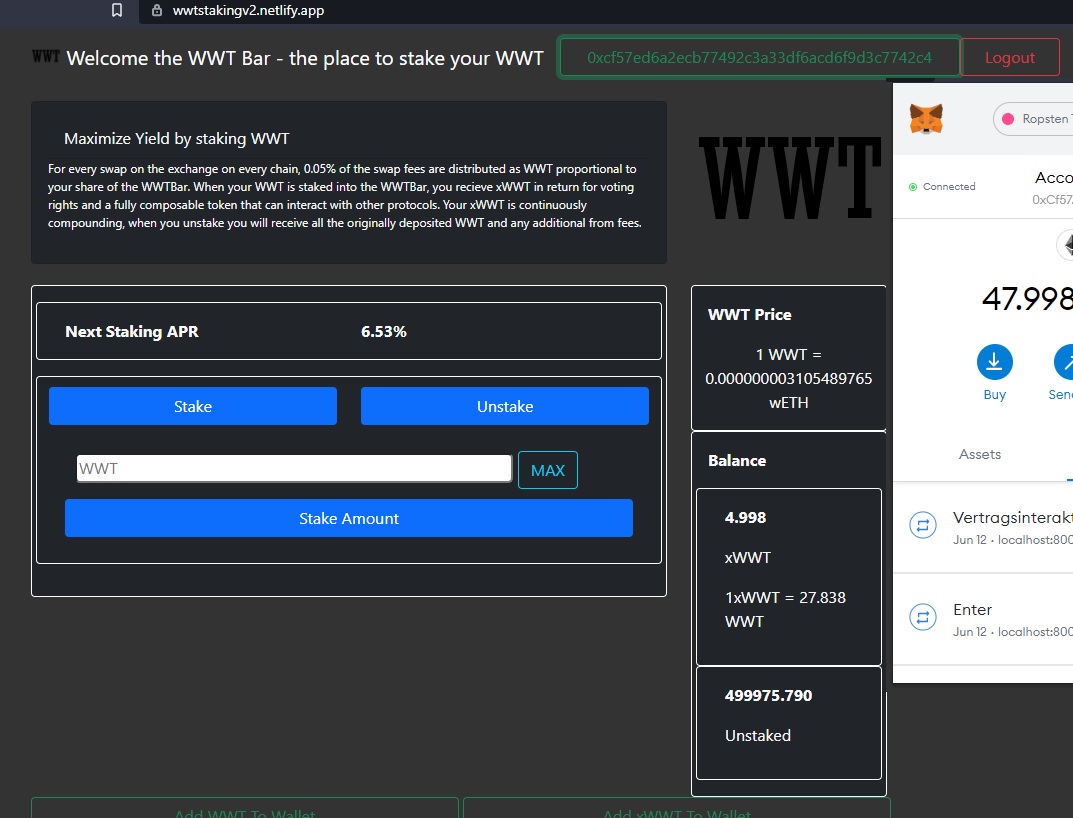 wwtstakingv2.netlify.app
WWT Welcome the WWT Bar - the place to stake your WWT
0xcf57ed6a2ecb77492c3a33df6acd6f9d3c7742c4
Logout
Maximize Yield by staking WWT
For every swap on the exchange on every chain, 0.05% of the swap fees are distributed as WWT proportional to
your share of the WWTBar. When your WWT is staked into the WWTBar, you recieve xWWT in return for voting
rights and a fully composable token that can interact with other protocols. Your xWWT is continuously
compounding, when you unstake you will receive all the originally deposited WWT and any additional from fees.
WWT
Next Staking APR 6.53%
Stake
Unstake
WWT
MAX
Stake Amount
WWT Price
1 WWT =
0.000000003105489765
wETH
Balance
4.998
xWWT
1xWWT = 27.838
WWT
499975.790
Unstaked
Add WWT To Wallet
Add xWWT To Wallet
Ropsten T
Connected
Acco
0xCf57
47.998
Buy
Send
Assets
Vertragsinterakt
Jun 12 · localhost:800
Enter
Jun 12 · localhost:800